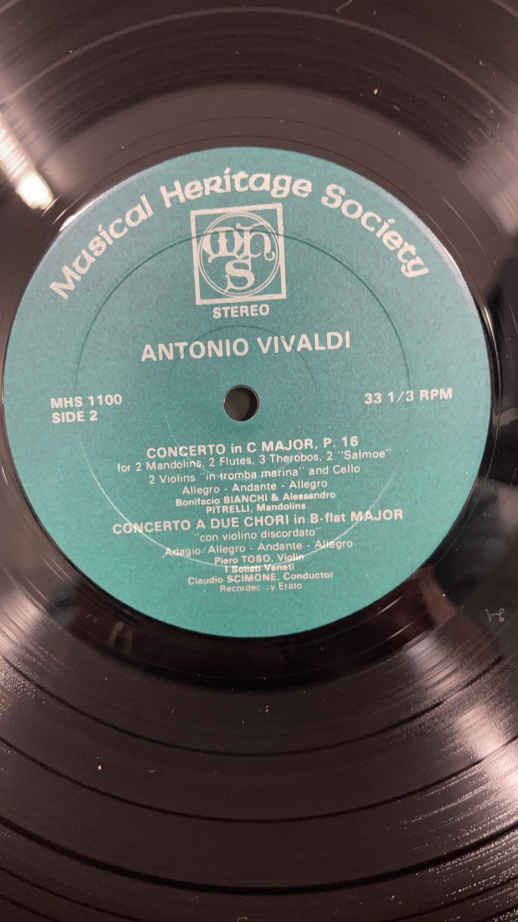 Musical Heritage Society
MHS
STEREO
ANTONIO VIVALDI
MHS 1100
SIDE 2
33 1/3 RPM
CONCERTO in C MAJOR, P. 16
for 2 Mandolins, 2 Flutes, 3 Therobos, 2 "Salmoe"
2 Violins "in tromba marina" and Cello
Allegro - Andante - Allegro
Bonifacio BIANCHI & Alessandro
PITRELLI, Mandolins
CONCERTO A DUE CHORI in B-flat MAJOR
"con violino discordato"
Adagio/Allegro - Andante - Allegro
Piero TOSO, Violin
I Solisti Veneti
Claudio SCIMONE, Conductor
Erato